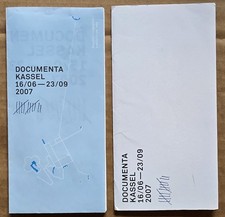 DOCUMENTA
KASSEL
16/06—23/09
2007
DOCUMENTA
KASSEL
16/06—23/09
2007